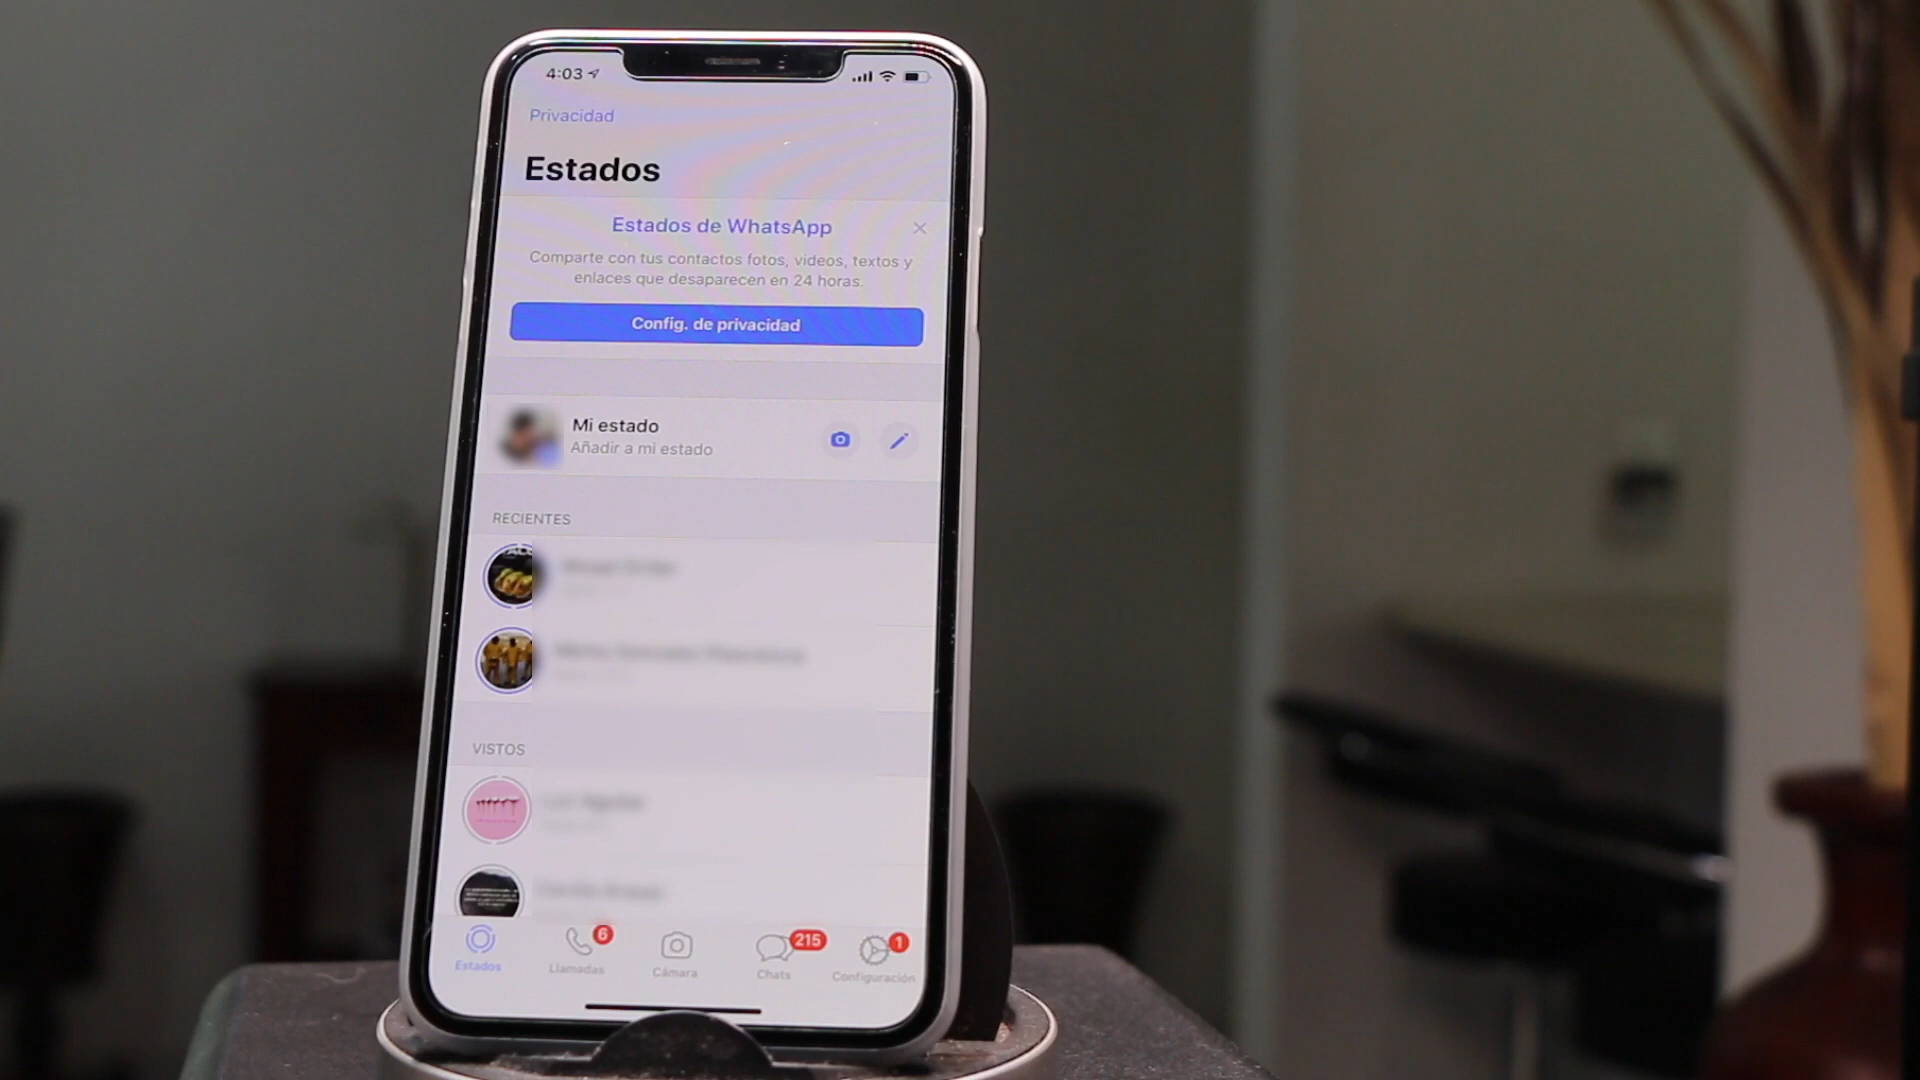 4:03
Privacidad
Estados
Estados de WhatsApp
Comparte con tus contactos fotos, videos, textos y
enlaces que desaparecen en 24 horas.
Config. de privacidad
Mi estado
Añadir a mi estado
RECIENTES
VISTOS
6
215
1
Estados
Llamadas
Cámara
Chats
Configuración